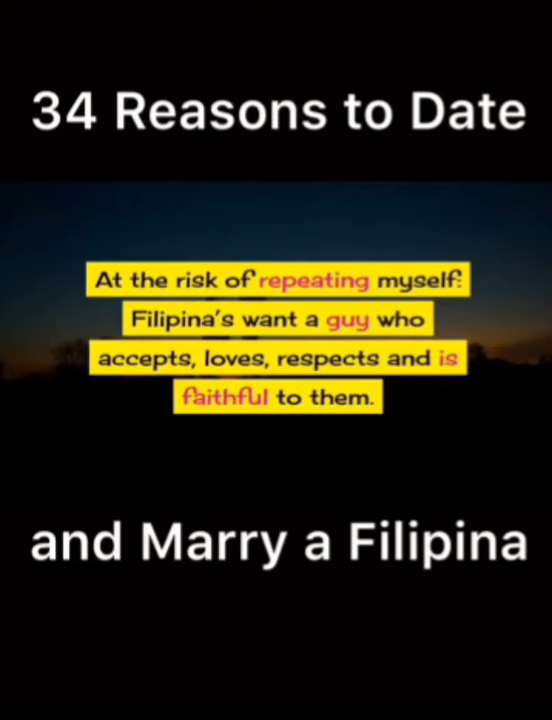 34 Reasons to Date
At the risk of repeating myself:
Filipina's want a guy who
accepts, loves, respects and is
faithful to them.
and Marry a Filipina